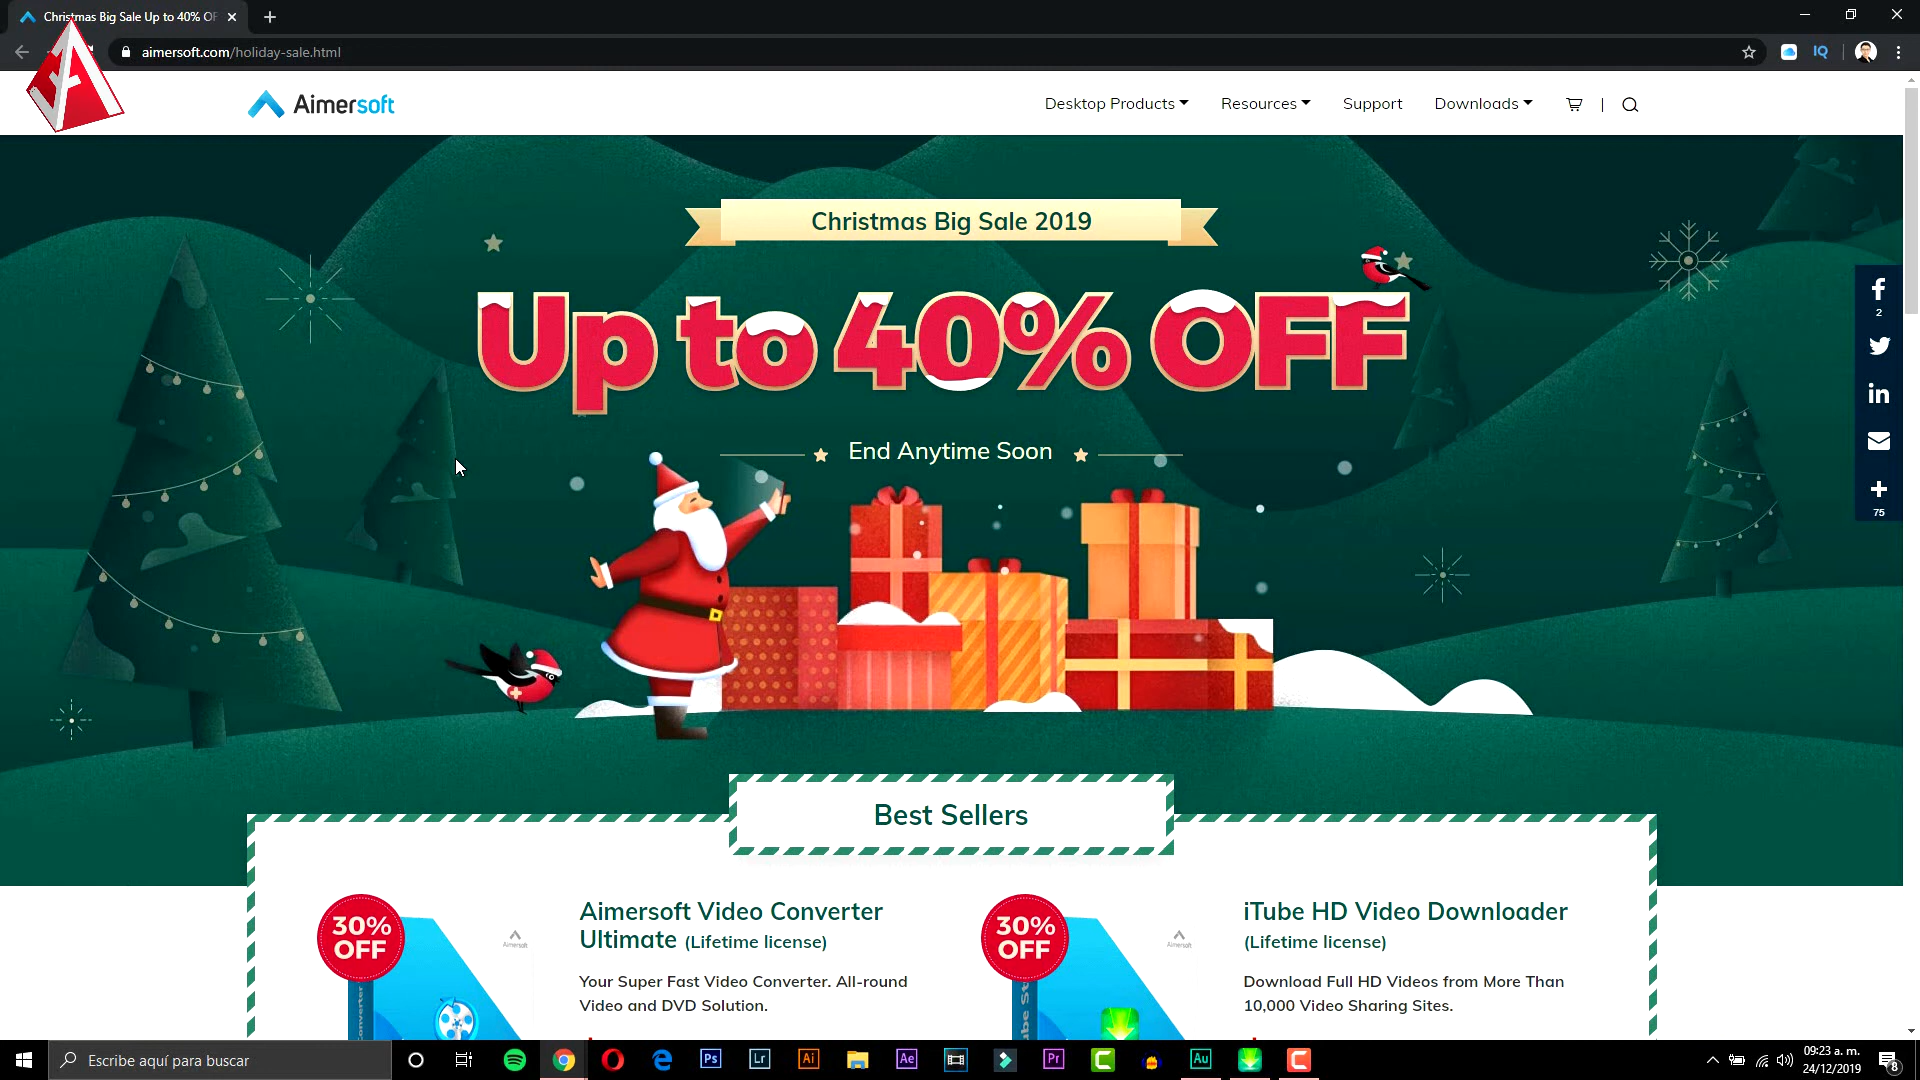 Christmas Big Sale Up to 40% OF
aimersoft.com/holiday-sale.html
IQ
Aimersoft
Desktop Products
Resources
Support
Downloads
Christmas Big Sale 2019
Up to 40% OFF
End Anytime Soon
2
75
Best Sellers
30%
OFF
Aimersoft
Aimersoft Video Converter
Ultimate (Lifetime license)
Your Super Fast Video Converter. All-round
Video and DVD Solution.
30%
OFF
Aimersoft
iTube HD Video Downloader
(Lifetime license)
Download Full HD Videos from More Than
10,000 Video Sharing Sites.
Escribe aquí para buscar
Ps
Lr
Ai
Ae
Pr
Au
09:23 a. m.
24/12/2019
8